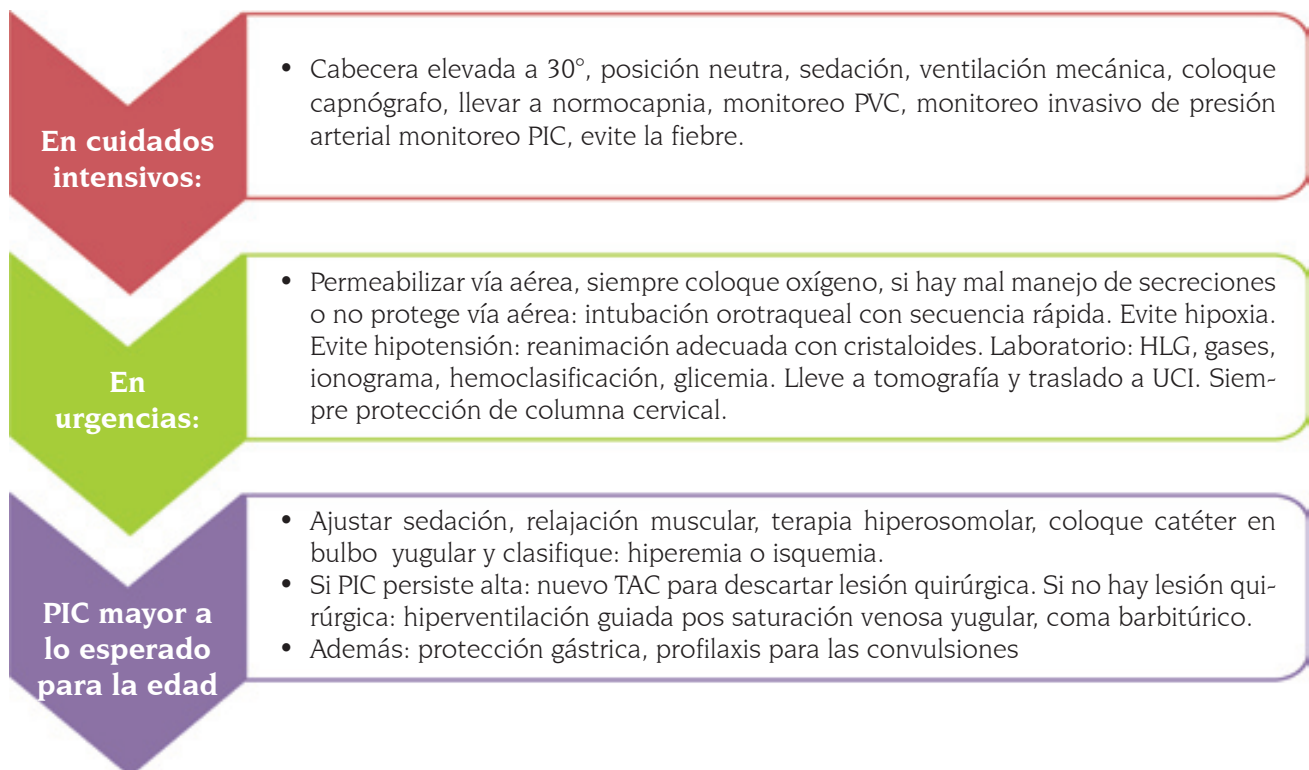 En cuidados
intensivos:
• Cabecera elevada a 30°, posición neutra, sedación, ventilación mecánica, coloque
capnógrafo, llevar a normocapnia, monitoreo PVC, monitoreo invasivo de presión
arterial monitoreo PIC, evite la fiebre.
En
urgencias:
• Permeabilizar vía aérea, siempre coloque oxígeno, si hay mal manejo de secreciones
o no protege vía aérea: intubación orotraqueal con secuencia rápida. Evite hipoxia.
Evite hipotensión: reanimación adecuada con cristaloides. Laboratorio: HLG, gases,
ionograma, hemoclasificación, glicemia. Lleve a tomografía y traslado a UCI. Siem-
pre protección de columna cervical.
PIC mayor a
lo esperado
para la edad
• Ajustar sedación, relajación muscular, terapia hiperosomolar, coloque catéter en
bulbo yugular y clasifique: hiperemia o isquemia.
• Si PIC persiste alta: nuevo TAC para descartar lesión quirúrgica. Si no hay lesión qui-
rúrgica: hiperventilación guiada pos saturación venosa yugular, coma barbitúrico.
• Además: protección gástrica, profilaxis para las convulsiones